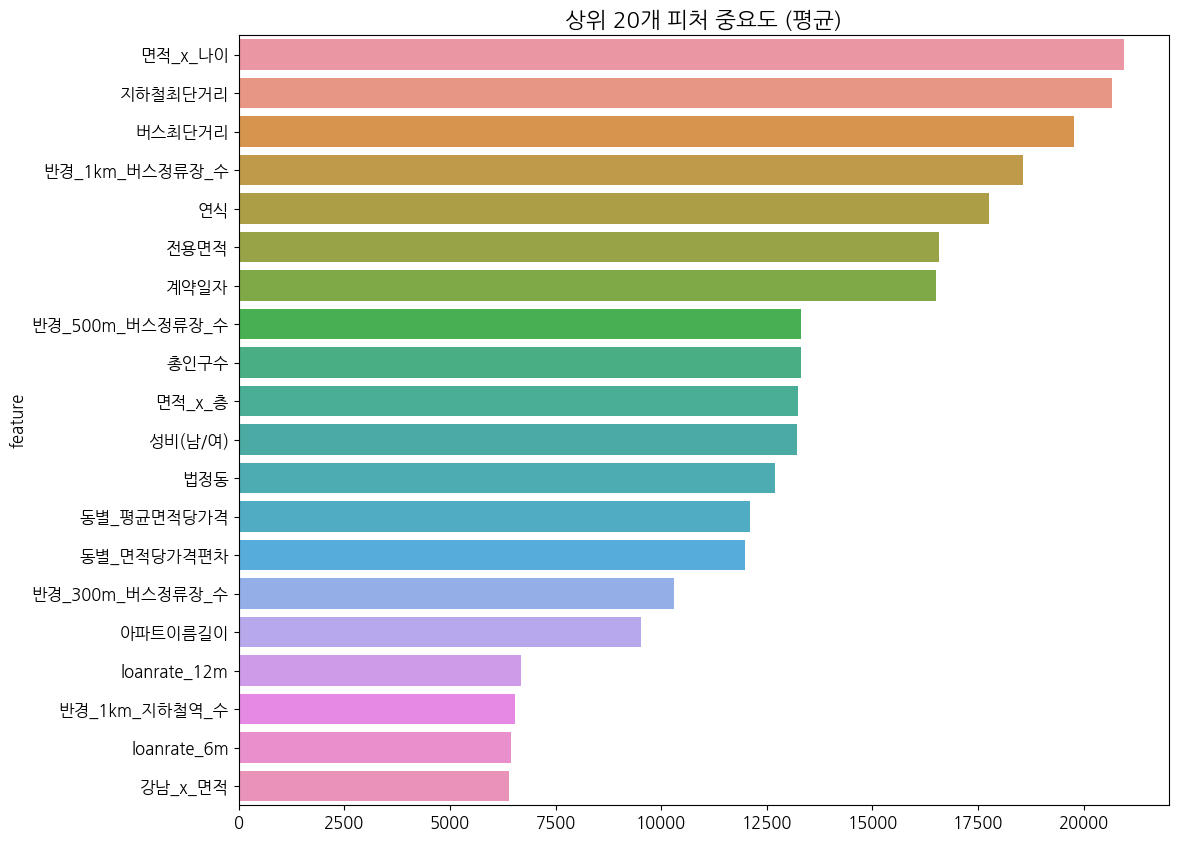 상위 20개 피처 중요도 (평균)
면적_x_나이
지하철최단거리
버스최단거리
반경_1km_버스정류장_수
연식
전용면적
계약일자
반경_500m_버스정류장_수
총인구수
면적_x_층
성비(남/여)
법정동
동별_평균면적당가격
동별_면적당가격편차
반경_300m_버스정류장_수
아파트이름길이
loanrate_12m
반경_1km_지하철역_수
loanrate_6m
강남_x_면적
feature
0 2500 5000 7500 10000 12500 15000 17500 20000